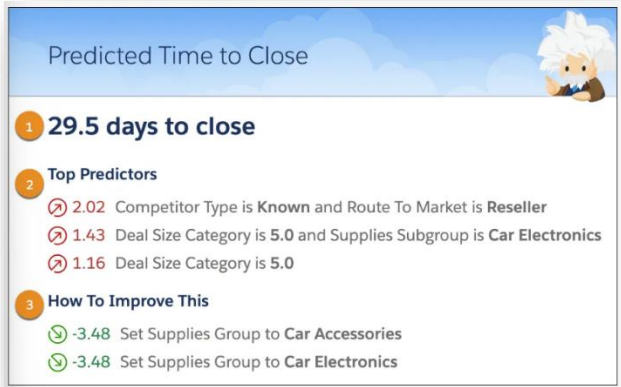 Predicted Time to Close
1 29.5 days to close
2 Top Predictors
2.02 Competitor Type is Known and Route To Market is Reseller
1.43 Deal Size Category is 5.0 and Supplies Subgroup is Car Electronics
1.16 Deal Size Category is 5.0
3 How To Improve This
-3.48 Set Supplies Group to Car Accessories
-3.48 Set Supplies Group to Car Electronics